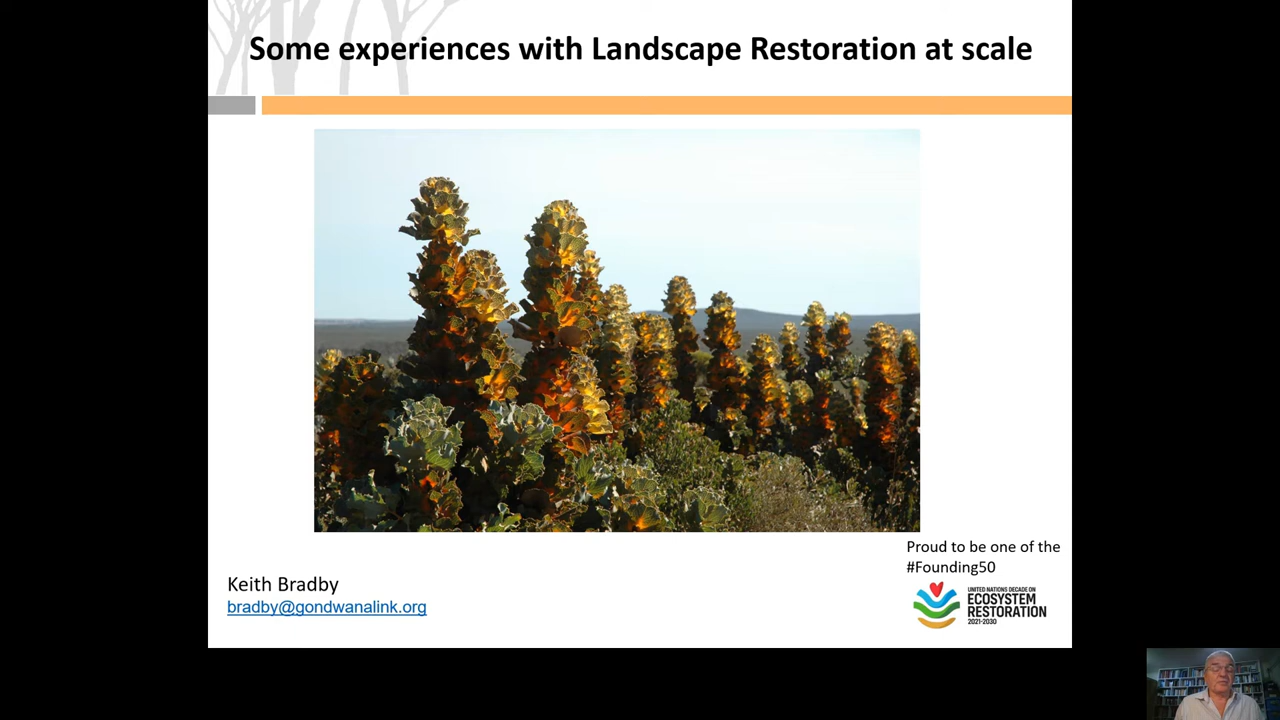 Some experiences with Landscape Restoration at scale
Proud to be one of the
#Founding50
Keith Bradby
bradby@gondwanalink.org
UNITED NATIONS DECADE ON
ECOSYSTEM
RESTORATION
2021-2030